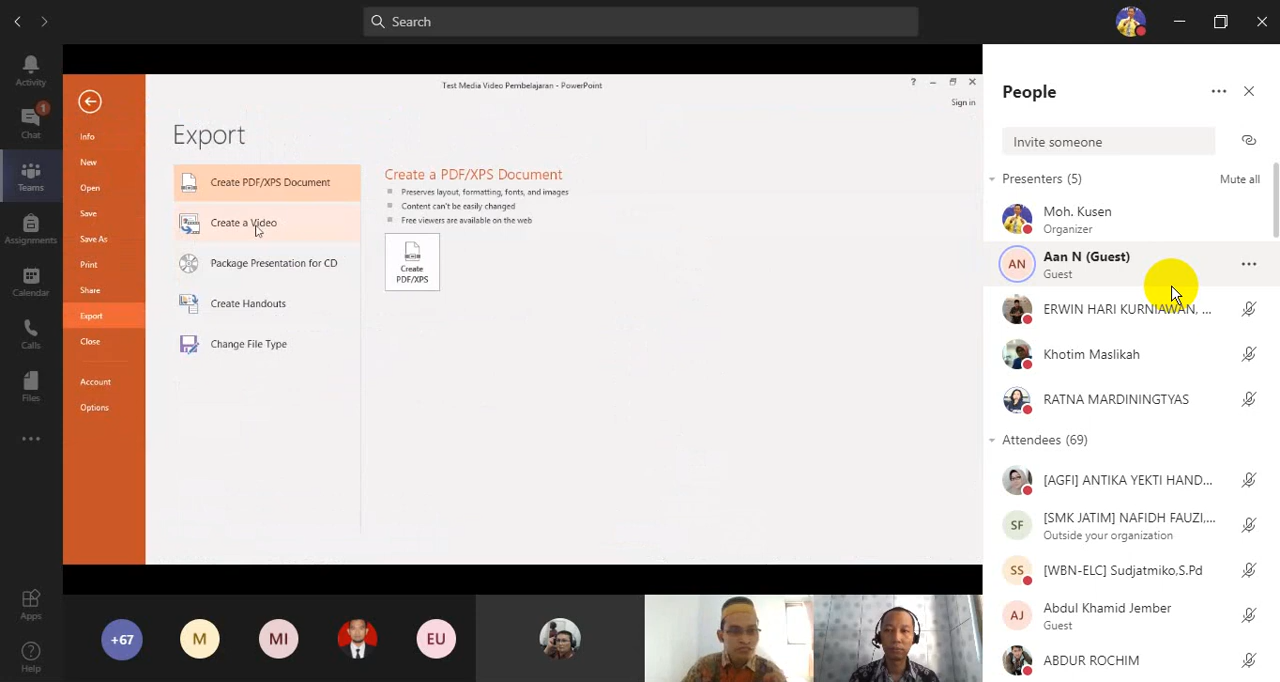 Search
Activity
Chat
1
Teams
Assignments
Calendar
Calls
Files
Apps
Help
Test Media Video Pembelajaran - PowerPoint
?
Sign in
Info
New
Open
Save
Save As
Print
Share
Export
Close
Account
Options
Export
Create PDF/XPS Document
Create a Video
Package Presentation for CD
Create Handouts
Change File Type
Create a PDF/XPS Document
Preserves layout, formatting, fonts, and images
Content can't be easily changed
Free viewers are available on the web
Create
PDF/XPS
+67
M
MI
EU
People
Invite someone
Presenters (5)
Mute all
Moh. Kusen
Organizer
AN
Aan N (Guest)
Guest
ERWIN HARI KURNIAWAN, ...
Khotim Maslikah
RATNA MARDININGTYAS
Attendees (69)
[AGFI] ANTIKA YEKTI HAND...
SF
[SMK JATIM] NAFIDH FAUZI,...
Outside your organization
SS
[WBN-ELC] Sudjatmiko,S.Pd
AJ
Abdul Khamid Jember
Guest
ABDUR ROCHIM